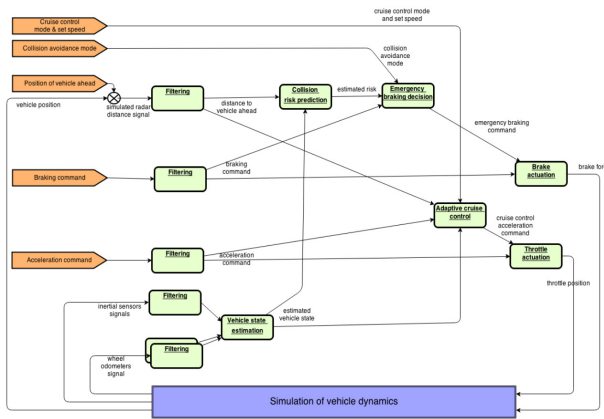 cruise control mode
and set speed
Cruise control
mode & set speed
Collision avoidance mode
collision
avoidance
mode
Position of vehicle ahead
vehicle position
simulated radar
distance signal
Filtering
distance to
vehicle ahead
Collision
risk prediction
estimated risk
Emergency
braking decision
emergency braking
command
Braking command
Filtering
braking
command
Brake
actuation
brake for
Adaptive cruise
control
cruise control
acceleration
command
Acceleration command
Filtering
acceleration
command
Throttle
actuation
throttle position
inertial sensors
signals
Filtering
Vehicle state
estimation
estimated
vehicle state
wheel
odometers
signal
Filtering
Simulation of vehicle dynamics